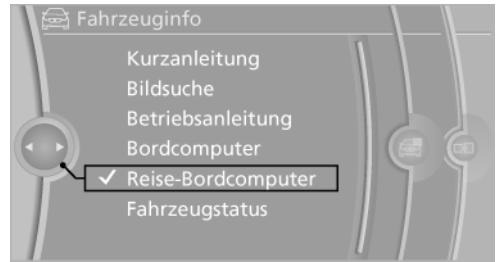 Fahrzeuginfo
Kurzanleitung
Bildsuche
Betriebsanleitung
Bordcomputer
Reise-Bordcomputer
Fahrzeugstatus